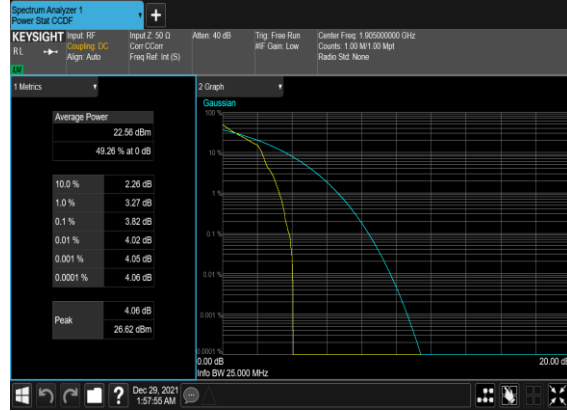 Spectrum Analyzer 1
Power Stat CCDF
KEYSIGHT
RL
Input: RF
Coupling: DC
Align: Auto
Input Z: 50 Ω
Corr CCorr
Freq Ref: Int (S)
Atten: 40 dB
Trig: Free Run
#IF Gain: Low
Center Freq: 1.905000000 GHz
Counts: 1.00 M/1.00 Mpt
Radio Std: None
1 Metrics
Average Power
22.56 dBm
49.26 % at 0 dB
10.0 % 2.26 dB
1.0 % 3.27 dB
0.1 % 3.82 dB
0.01 % 4.02 dB
0.001 % 4.05 dB
0.0001 % 4.06 dB
Peak 4.06 dB
26.62 dBm
2 Graph
Gaussian
100 %
10 %
1 %
0.1 %
0.01 %
0.001 %
0.0001 %
0.00 dB
20.00 dB
Info BW 25.000 MHz
Dec 29, 2021
1:57:55 AM